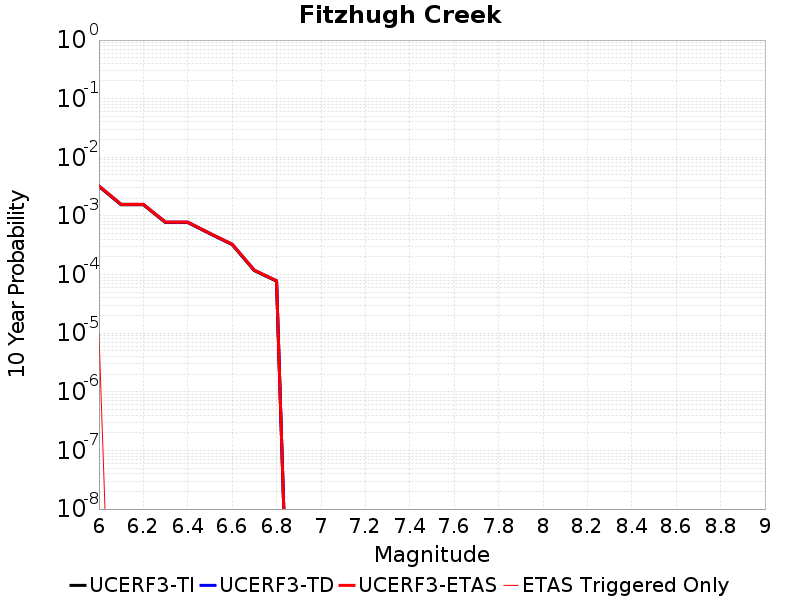 Fitzhugh Creek
10^0
10^-1
10^-2
10^-3
10^-4
10^-5
10^-6
10^-7
10^-8
10 Year Probability
6 6.2 6.4 6.6 6.8 7 7.2 7.4 7.6 7.8 8 8.2 8.4 8.6 8.8 9
Magnitude
UCERF3-TI UCERF3-TD UCERF3-ETAS ETAS Triggered Only